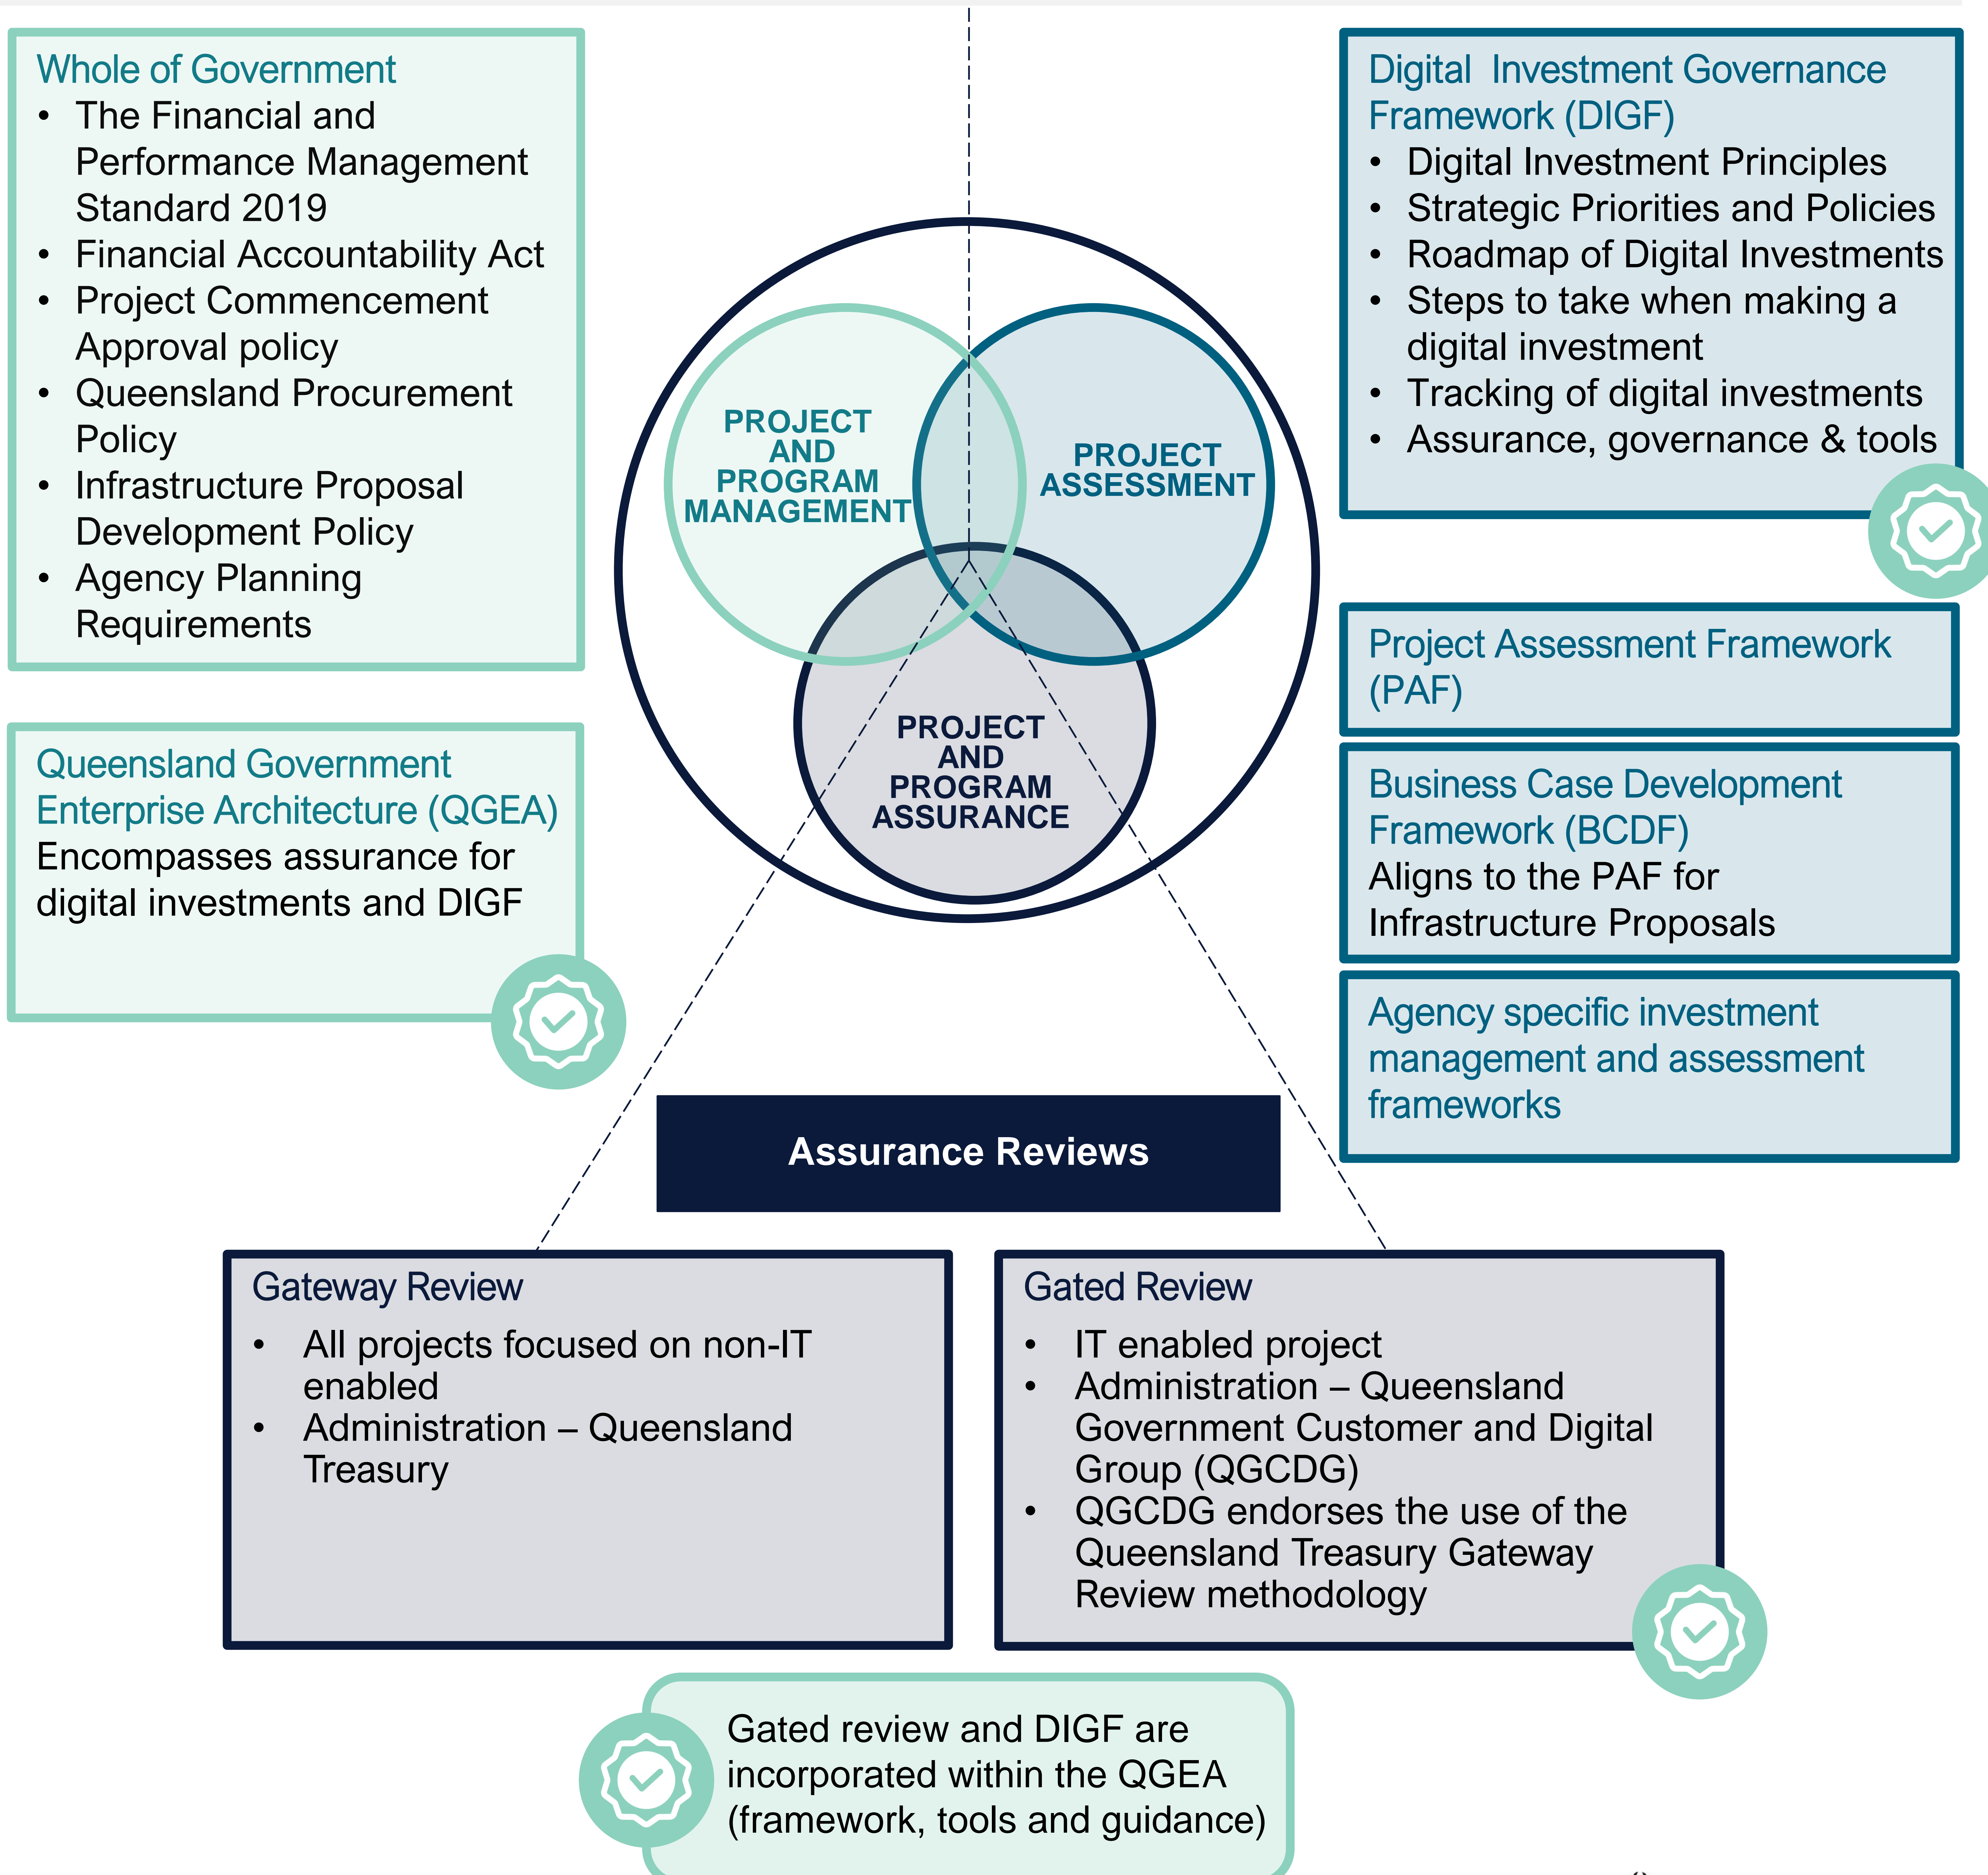 Whole of Government
• The Financial and
Performance Management
Standard 2019
• Financial Accountability Act
• Project Commencement
Approval policy
• Queensland Procurement
Policy
• Infrastructure Proposal
Development Policy
• Agency Planning
Requirements
Queensland Government
Enterprise Architecture (QGEA)
Encompasses assurance for
digital investments and DIGF
PROJECT
AND
PROGRAM
MANAGEMENT
PROJECT
ASSESSMENT
PROJECT
AND
PROGRAM
ASSURANCE
Digital Investment Governance
Framework (DIGF)
• Digital Investment Principles
• Strategic Priorities and Policies
• Roadmap of Digital Investments
• Steps to take when making a
digital investment
• Tracking of digital investments
• Assurance, governance & tools
Project Assessment Framework
(PAF)
Business Case Development
Framework (BCDF)
Aligns to the PAF for
Infrastructure Proposals
Agency specific investment
management and assessment
frameworks
Assurance Reviews
Gateway Review
• All projects focused on non-IT
enabled
• Administration – Queensland
Treasury
Gated Review
• IT enabled project
• Administration – Queensland
Government Customer and Digital
Group (QGCDG)
• QGCDG endorses the use of the
Queensland Treasury Gateway
Review methodology
Gated review and DIGF are
incorporated within the QGEA
(framework, tools and guidance)